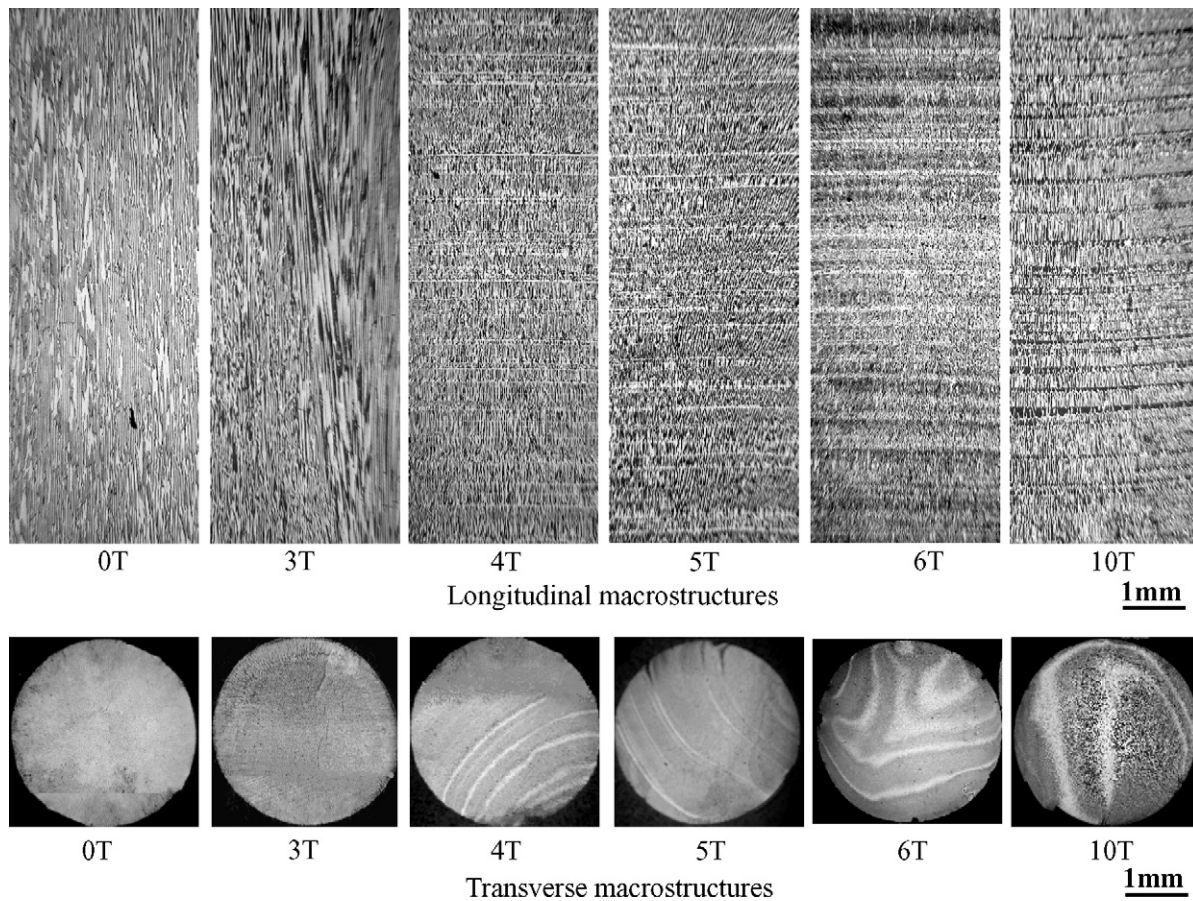 0T 3T 4T 5T 6T 10T
Longitudinal macrostructures
1mm
0T 3T 4T 5T 6T 10T
Transverse macrostructures
1mm